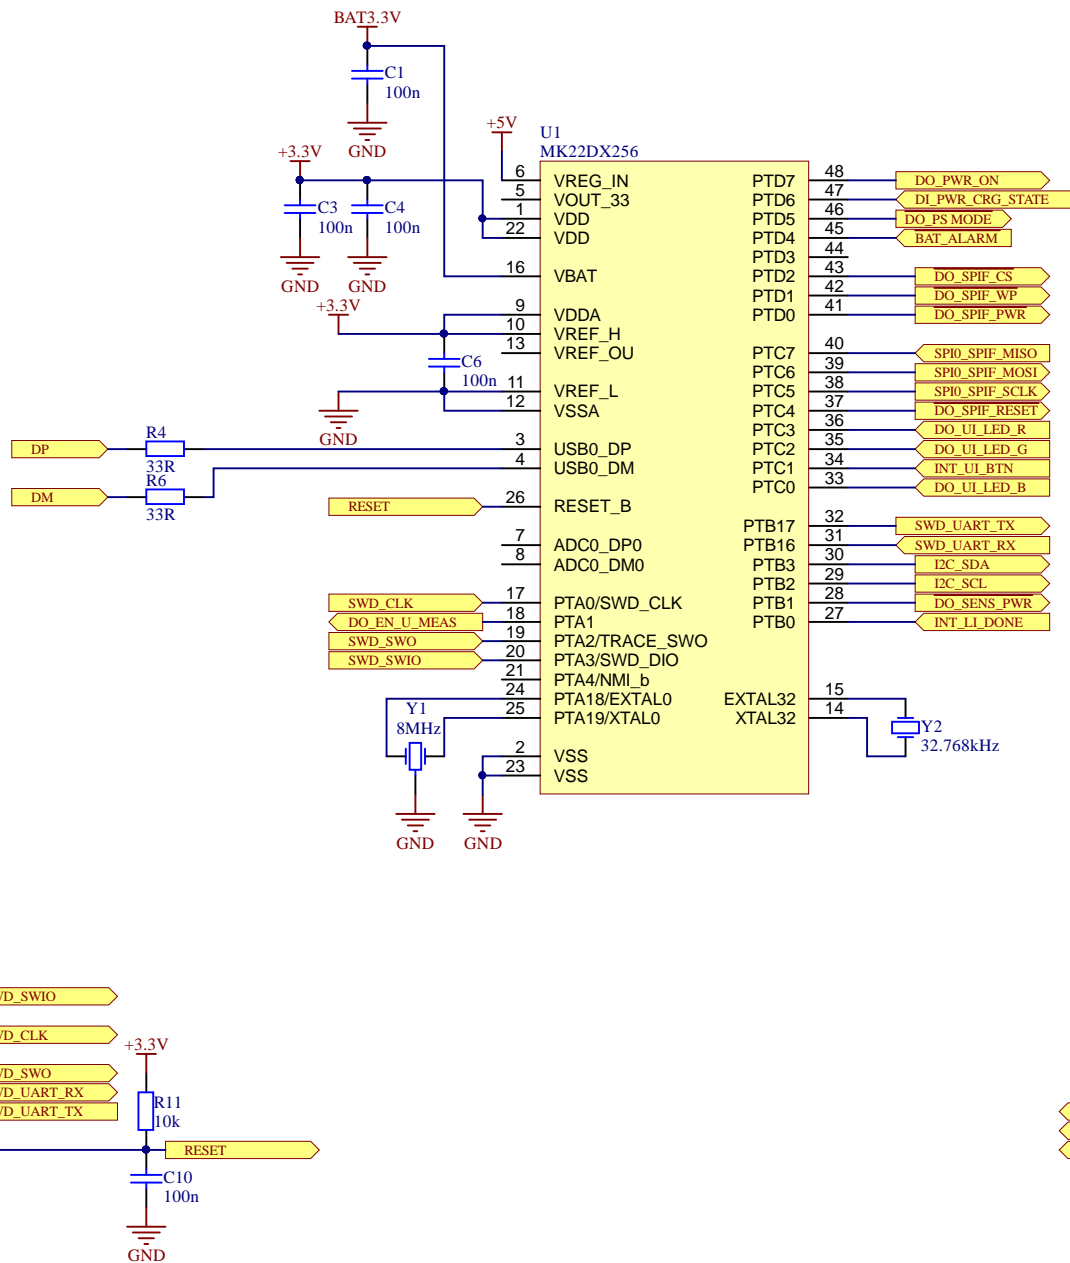 BAT3.3V
C1
100n
GND
+5V
U1
MK22DX256
+3.3V
C3
100n
C4
100n
GND
GND
6 VREG_IN
5 VOUT_33
1 VDD
22 VDD
16 VBAT
+3.3V
9 VDDA
10 VREF_H
13 VREF_OU
C6
100n
11 VREF_L
12 VSSA
GND
DP
R4
33R
3 USB0_DP
4 USB0_DM
DM
R6
33R
RESET
26 RESET_B
7 ADC0_DP0
8 ADC0_DM0
SWD_CLK 17 PTA0/SWD_CLK
DO_EN_U_MEAS 18 PTA1
SWD_SWO 19 PTA2/TRACE_SWO
SWD_SWIO 20 PTA3/SWD_DIO
21 PTA4/NMI_b
24 PTA18/EXTAL0
25 PTA19/XTAL0
Y1
8MHz
2 VSS
23 VSS
GND
GND
PTD7 48 DO_PWR_ON
PTD6 47 DI_PWR_CRG_STATE
PTD5 46 DO_PS MODE
PTD4 45 BAT_ALARM
PTD3 44
PTD2 43 DO_SPIF_CS
PTD1 42 DO_SPIF_WP
PTD0 41 DO_SPIF_PWR
PTC7 40 SPI0_SPIF_MISO
PTC6 39 SPI0_SPIF_MOSI
PTC5 38 SPI0_SPIF_SCLK
PTC4 37 DO_SPIF_RESET
PTC3 36 DO_UI_LED_R
PTC2 35 DO_UI_LED_G
PTC1 34 INT_UI_BTN
PTC0 33 DO_UI_LED_B
PTB17 32 SWD_UART_TX
PTB16 31 SWD_UART_RX
PTB3 30 I2C_SDA
PTB2 29 I2C_SCL
PTB1 28 DO_SENS_PWR
PTB0 27 INT_LI_DONE
EXTAL32 15
XTAL32 14
Y2
32.768kHz
D_SWIO
D_CLK
D_SWO
D_UART_RX
D_UART_TX
+3.3V
R11
10k
RESET
C10
100n
GND